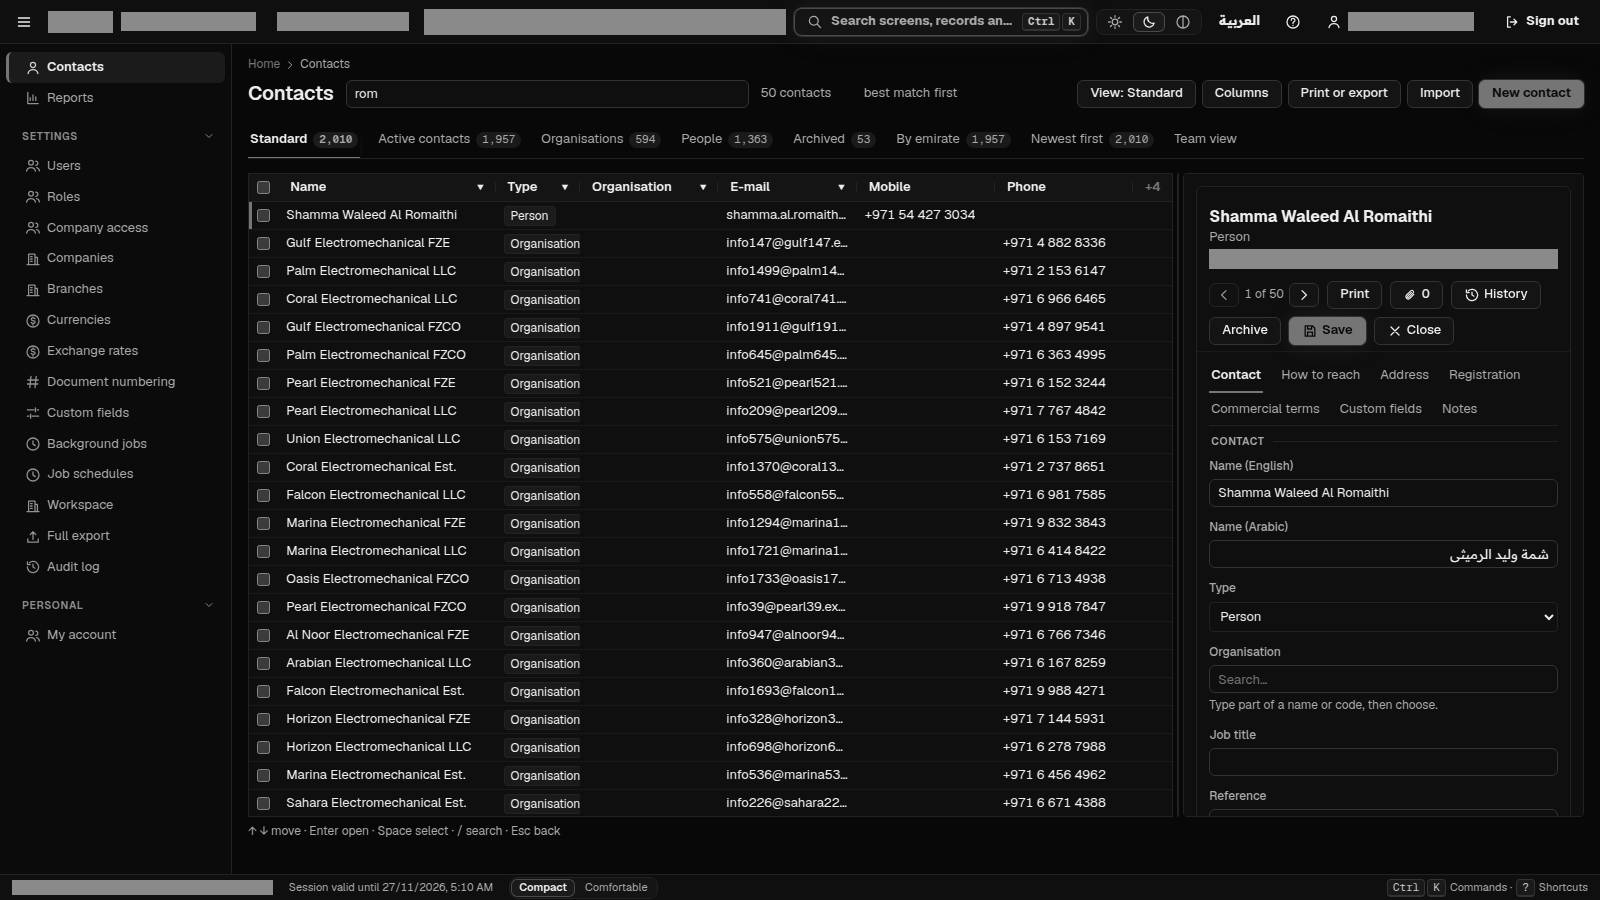 Search screens, records an... Ctrl K
العربية
Sign out
Contacts
Reports
SETTINGS
Users
Roles
Company access
Companies
Branches
Currencies
Exchange rates
Document numbering
Custom fields
Background jobs
Job schedules
Workspace
Full export
Audit log
PERSONAL
My account
Home > Contacts
Contacts rom 50 contacts best match first View: Standard Columns Print or export Import New contact
Standard 2,010 Active contacts 1,957 Organisations 594 People 1,363 Archived 53 By emirate 1,957 Newest first 2,010 Team view
Name Type Organisation E-mail Mobile Phone +4
Shamma Waleed Al Romaithi Person shamma.al.romaith... +971 54 427 3034
Gulf Electromechanical FZE Organisation info147@gulf147.e... +971 4 882 8336
Palm Electromechanical LLC Organisation info1499@palm14... +971 2 153 6147
Coral Electromechanical LLC Organisation info741@coral741.... +971 6 966 6465
Gulf Electromechanical FZCO Organisation info1911@gulf191... +971 4 897 9541
Palm Electromechanical FZCO Organisation info645@palm645.... +971 6 363 4995
Pearl Electromechanical FZE Organisation info521@pearl521.... +971 6 152 3244
Pearl Electromechanical LLC Organisation info209@pearl209.... +971 7 767 4842
Union Electromechanical LLC Organisation info575@union575... +971 6 153 7169
Coral Electromechanical Est. Organisation info1370@coral13... +971 2 737 8651
Falcon Electromechanical LLC Organisation info558@falcon55... +971 6 981 7585
Marina Electromechanical FZE Organisation info1294@marina1... +971 9 832 3843
Marina Electromechanical LLC Organisation info1721@marina1... +971 6 414 8422
Oasis Electromechanical FZCO Organisation info1733@oasis17... +971 6 713 4938
Pearl Electromechanical FZCO Organisation info39@pearl39.ex... +971 9 918 7847
Al Noor Electromechanical FZE Organisation info947@alnoor94... +971 6 766 7346
Arabian Electromechanical LLC Organisation info360@arabian3... +971 6 167 8259
Falcon Electromechanical Est. Organisation info1693@falcon1... +971 9 988 4271
Horizon Electromechanical FZE Organisation info328@horizon3... +971 7 144 5931
Horizon Electromechanical LLC Organisation info698@horizon6... +971 6 278 7988
Marina Electromechanical Est. Organisation info536@marina53... +971 6 456 4962
Sahara Electromechanical Est. Organisation info226@sahara22... +971 6 671 4388
↑↓ move · Enter open · Space select · / search · Esc back
Shamma Waleed Al Romaithi
Person
1 of 50 Print 0 History
Archive Save Close
Contact How to reach Address Registration
Commercial terms Custom fields Notes
CONTACT
Name (English)
Shamma Waleed Al Romaithi
Name (Arabic)
شمة وليد الرميثي
Type
Person
Organisation
Search...
Type part of a name or code, then choose.
Job title
Reference
Session valid until 27/11/2026, 5:10 AM Compact Comfortable
Ctrl K Commands · ? Shortcuts